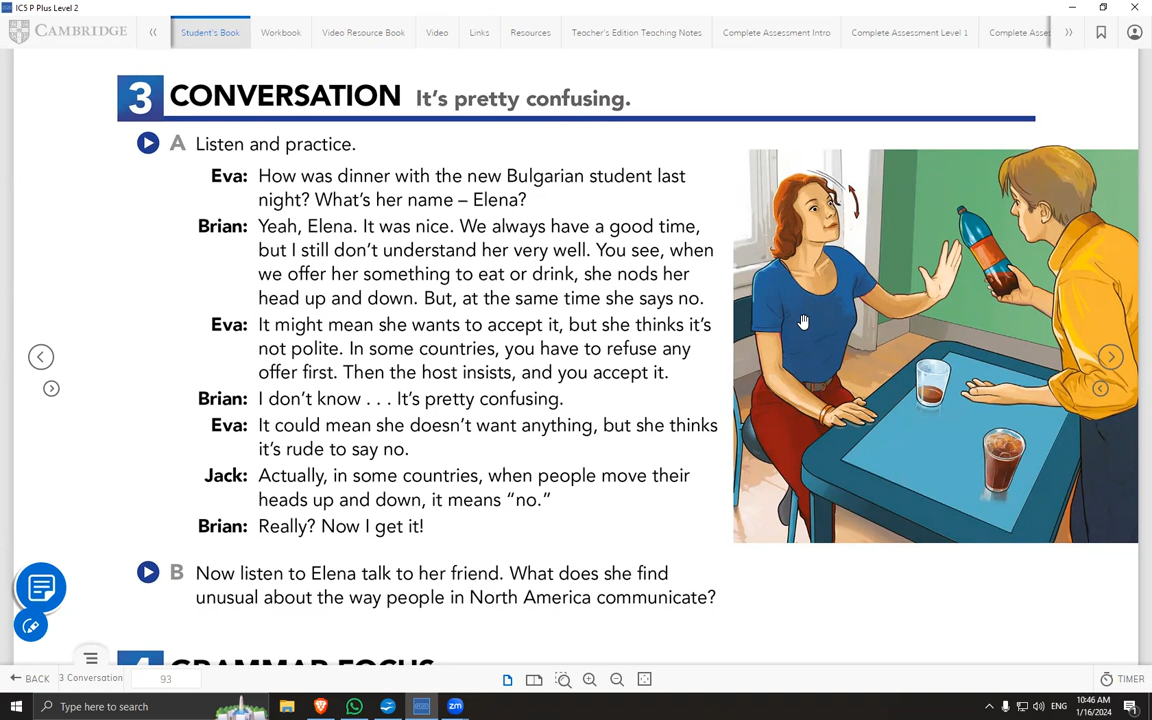 IC5 P Plus Level 2
CAMBRIDGE
Student's Book
Workbook
Video Resource Book
Video
Links
Resources
Teacher's Edition Teaching Notes
Complete Assessment Intro
Complete Assessment Level 1
Complete Asses
3 CONVERSATION It's pretty confusing.
A Listen and practice.
Eva: How was dinner with the new Bulgarian student last
night? What's her name – Elena?
Brian: Yeah, Elena. It was nice. We always have a good time,
but I still don't understand her very well. You see, when
we offer her something to eat or drink, she nods her
head up and down. But, at the same time she says no.
Eva: It might mean she wants to accept it, but she thinks it's
not polite. In some countries, you have to refuse any
offer first. Then the host insists, and you accept it.
Brian: I don't know . . . It's pretty confusing.
Eva: It could mean she doesn't want anything, but she thinks
it's rude to say no.
Jack: Actually, in some countries, when people move their
heads up and down, it means "no."
Brian: Really? Now I get it!
B Now listen to Elena talk to her friend. What does she find
unusual about the way people in North America communicate?
4 GRAMMAR FOCUS
BACK
3 Conversation
93
TIMER
Type here to search
ENG
10:46 AM
1/16/2024